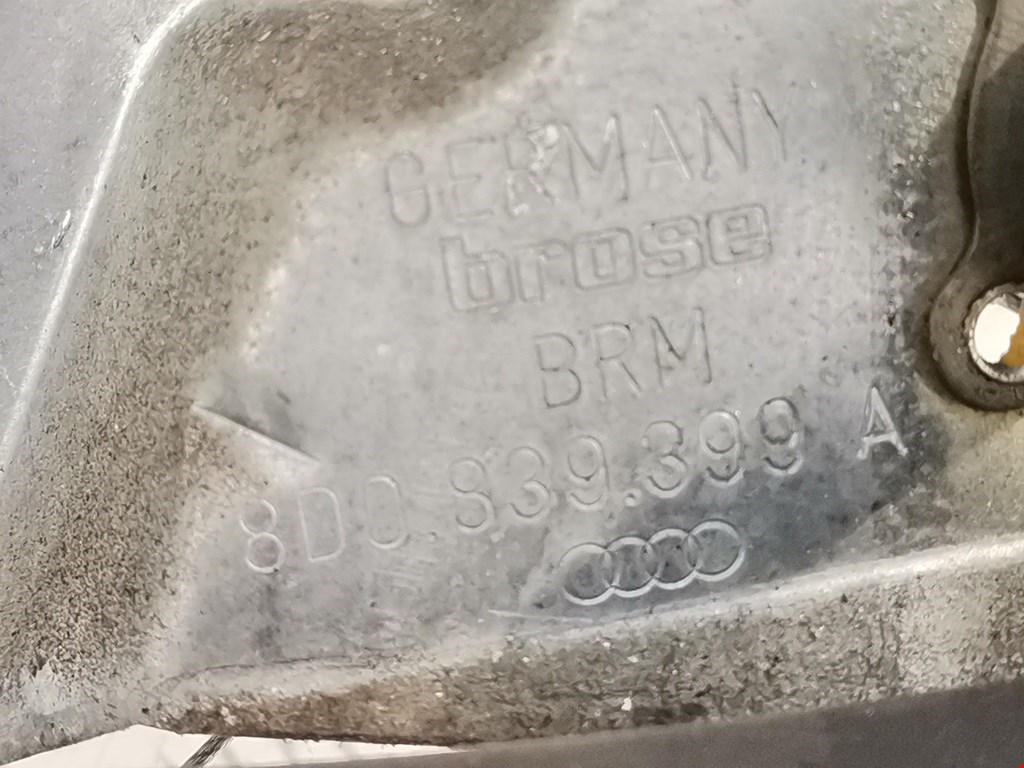 GERMANY
brose
BRM
8D0.839.399 A